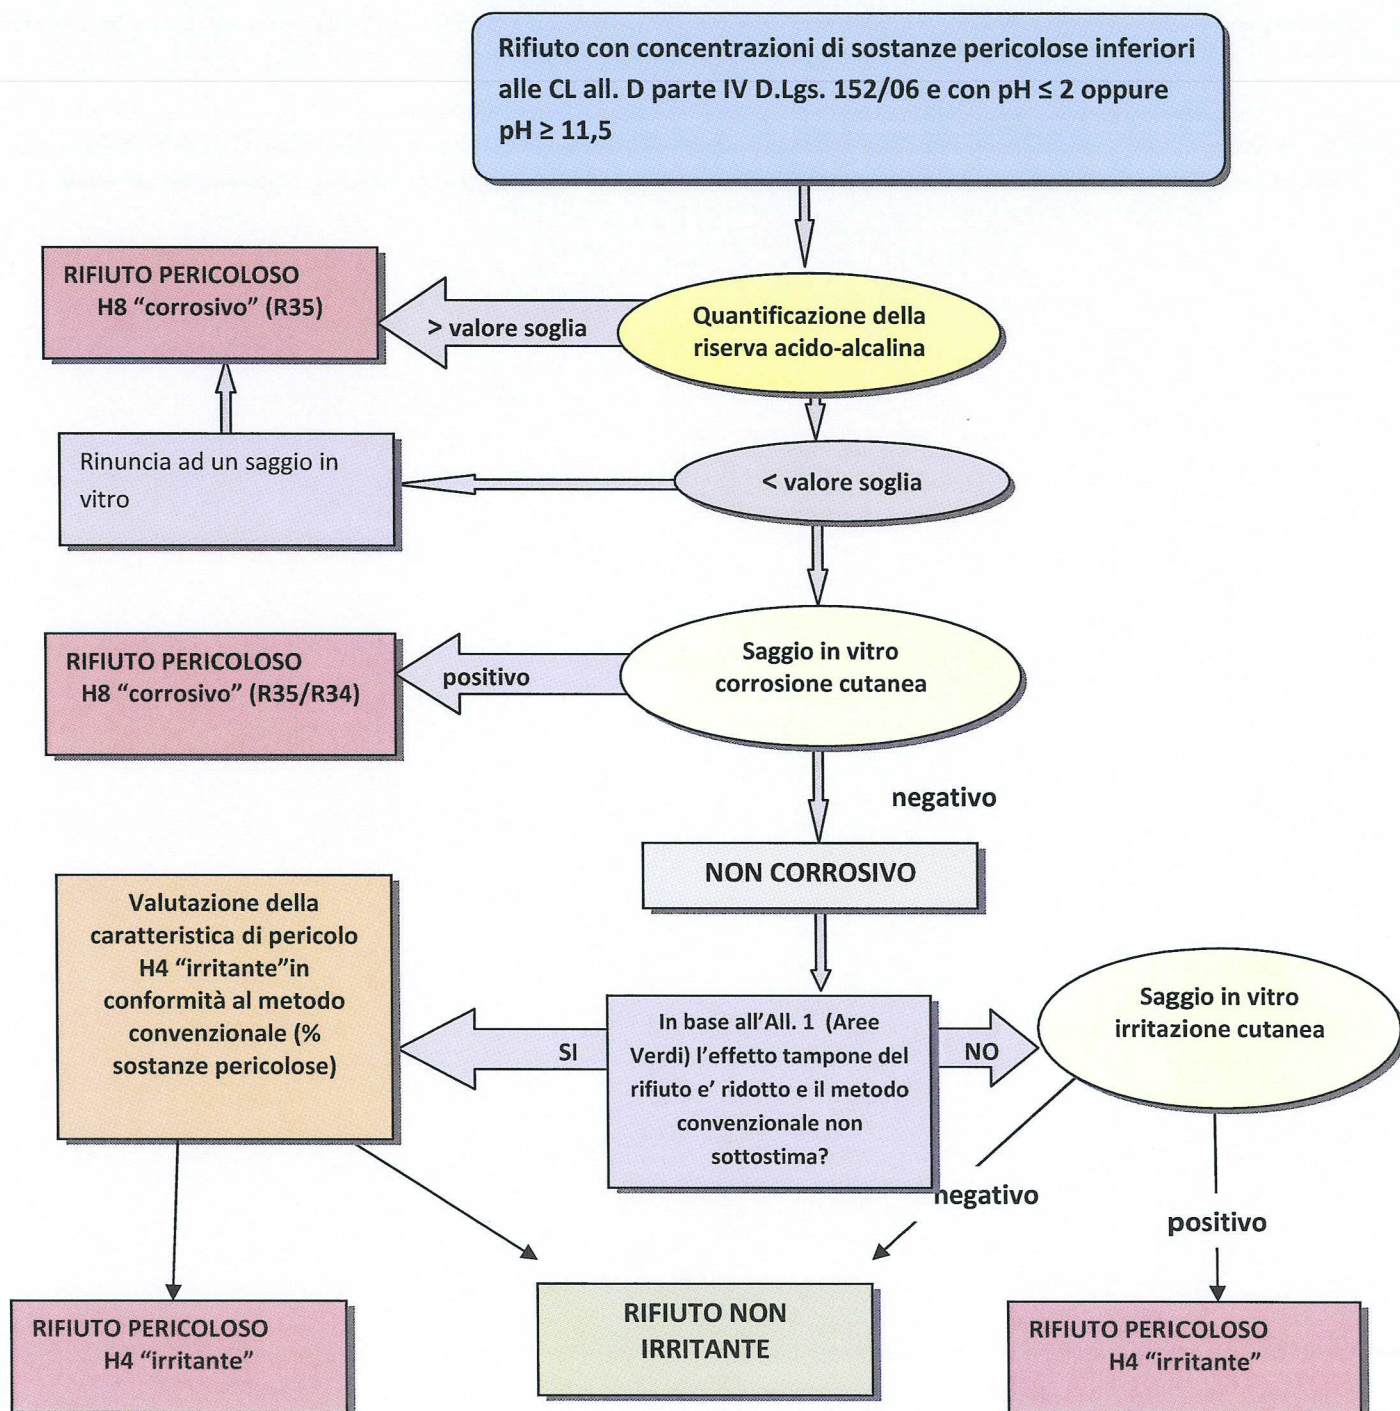 Rifiuto con concentrazioni di sostanze pericolose inferiori
alle CL all. D parte IV D.Lgs. 152/06 e con pH ≤ 2 oppure
pH ≥ 11,5
RIFIUTO PERICOLOSO
H8 “corrosivo” (R35)
> valore soglia
Quantificazione della
riserva acido-alcalina
Rinuncia ad un saggio in
vitro
< valore soglia
RIFIUTO PERICOLOSO
H8 “corrosivo” (R35/R34)
positivo
Saggio in vitro
corrosione cutanea
negativo
NON CORROSIVO
Valutazione della
caratteristica di pericolo
H4 “irritante”in
conformità al metodo
convenzionale (%
sostanze pericolose)
SI
In base all’All. 1 (Aree
Verdi) l’effetto tampone del
rifiuto e’ ridotto e il metodo
convenzionale non
sottostima?
NO
Saggio in vitro
irritazione cutanea
negativo
positivo
RIFIUTO PERICOLOSO
H4 “irritante”
RIFIUTO NON
IRRITANTE
RIFIUTO PERICOLOSO
H4 “irritante”